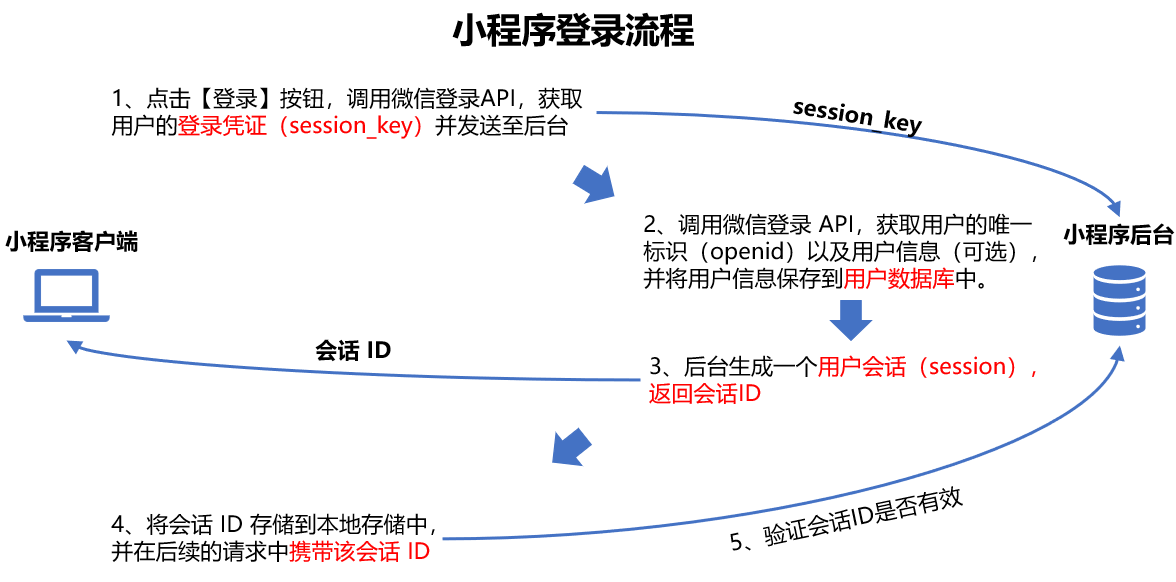 小程序登录流程
1、点击【登录】按钮，调用微信登录API，获取
用户的登录凭证（session_key）并发送至后台
session_key
2、调用微信登录 API，获取用户的唯一
标识（openid）以及用户信息（可选），
并将用户信息保存到用户数据库中。
小程序客户端
小程序后台
会话 ID
3、后台生成一个用户会话（session），
返回会话ID
4、将会话 ID 存储到本地存储中，
并在后续的请求中携带该会话 ID
5、验证会话ID是否有效